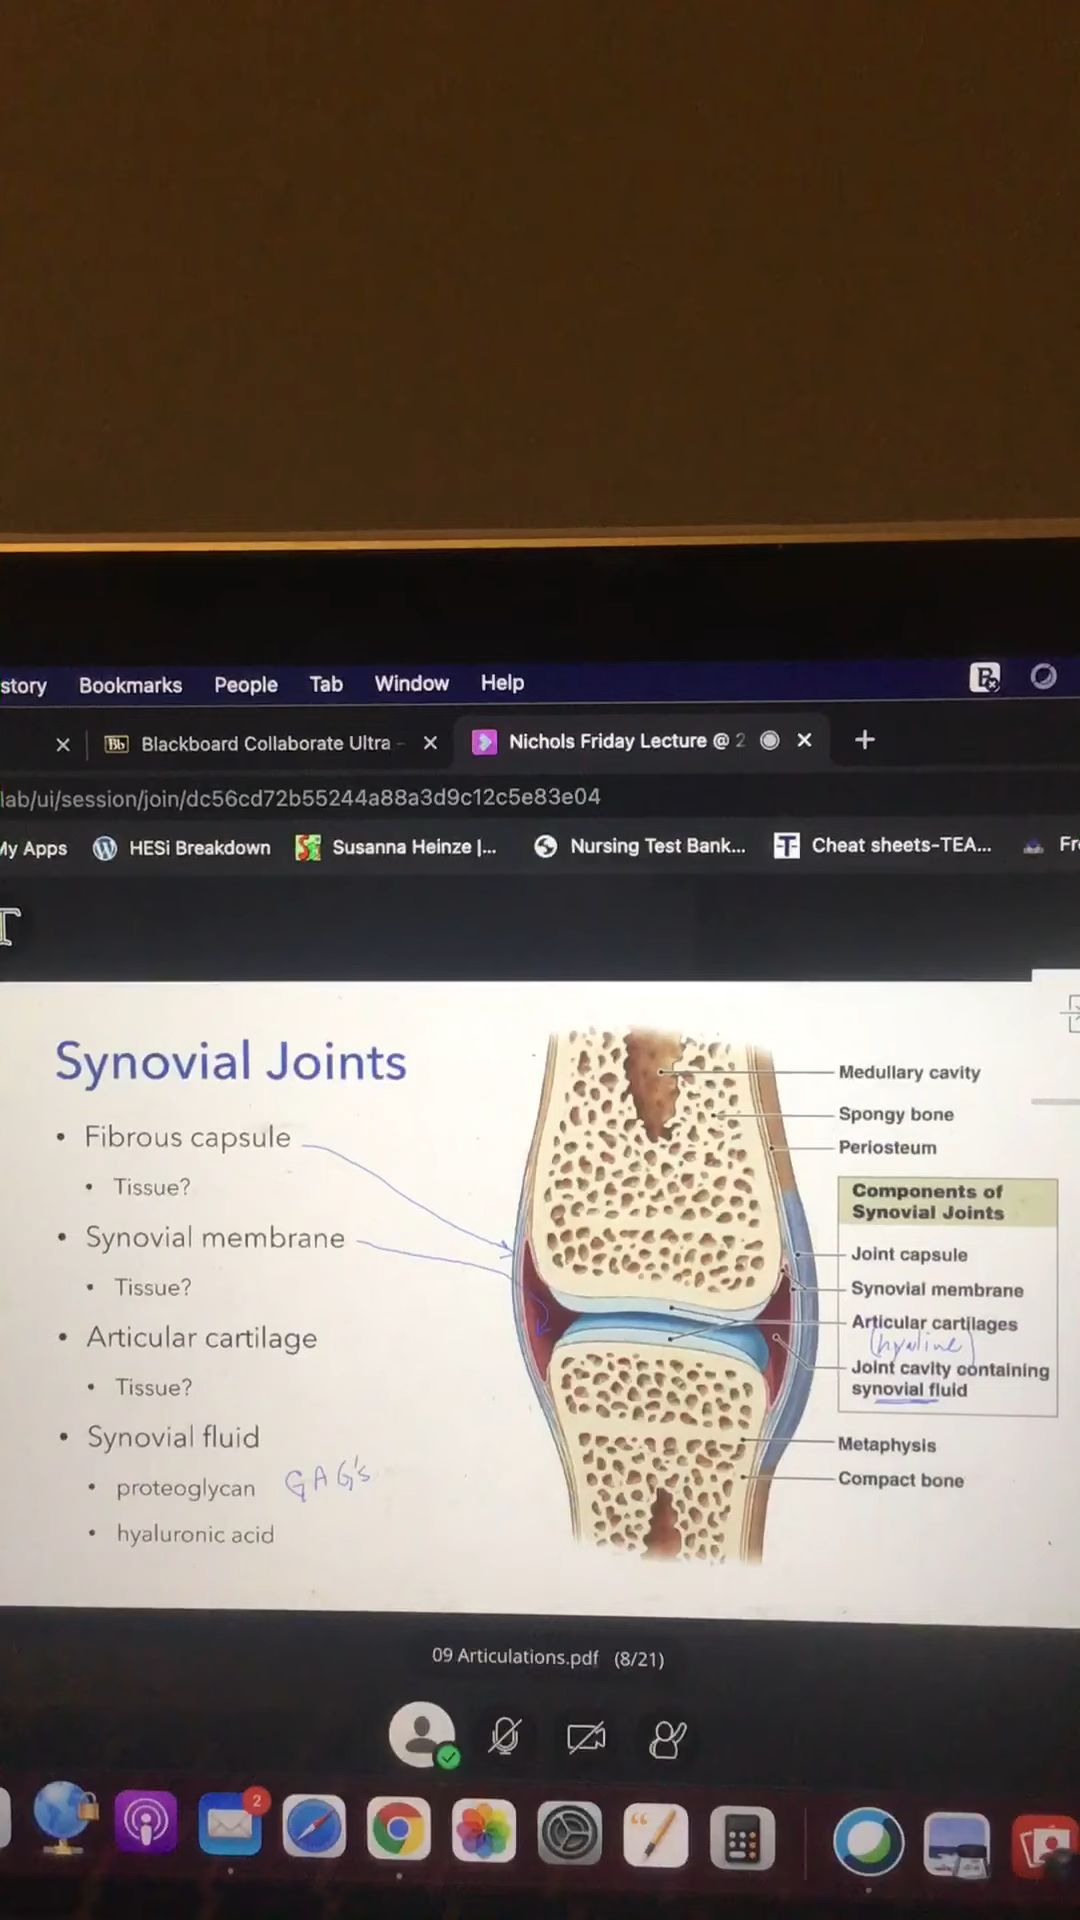 story Bookmarks People Tab Window Help
Blackboard Collaborate Ultra -
Nichols Friday Lecture @ 2
lab/ui/session/join/dc56cd72b55244a88a3d9c12c5e83e04
My Apps HESi Breakdown Susanna Heinze |... Nursing Test Bank... Cheat sheets-TEA... Fr
T
Synovial Joints
• Fibrous capsule
• Tissue?
• Synovial membrane
• Tissue?
• Articular cartilage
• Tissue?
• Synovial fluid
• proteoglycan GAG's
• hyaluronic acid
Medullary cavity
Spongy bone
Periosteum
Components of
Synovial Joints
Joint capsule
Synovial membrane
Articular cartilages
(hyaline)
Joint cavity containing
synovial fluid
Metaphysis
Compact bone
09 Articulations.pdf (8/21)
2